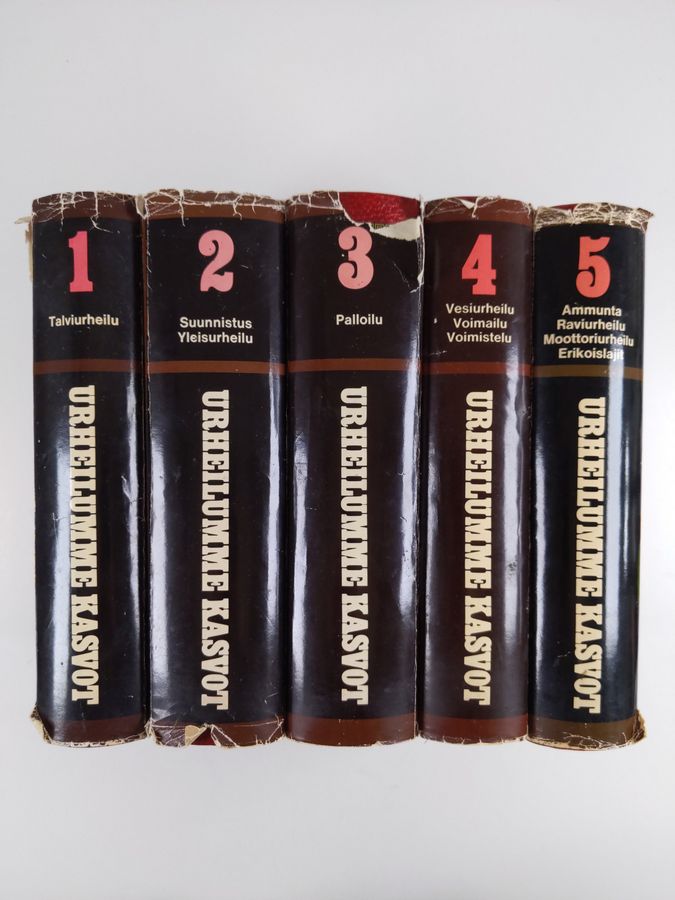 1
Talviurheilu
URHEILUMME KASVOT
2
Suunnistus
Yleisurheilu
URHEILUMME KASVOT
3
Palloilu
URHEILUMME KASVOT
4
Vesiurheilu
Voimailu
Voimistelu
URHEILUMME KASVOT
5
Ammunta
Raviurheilu
Moottoriurheilu
Erikoislajit
URHEILUMME KASVOT